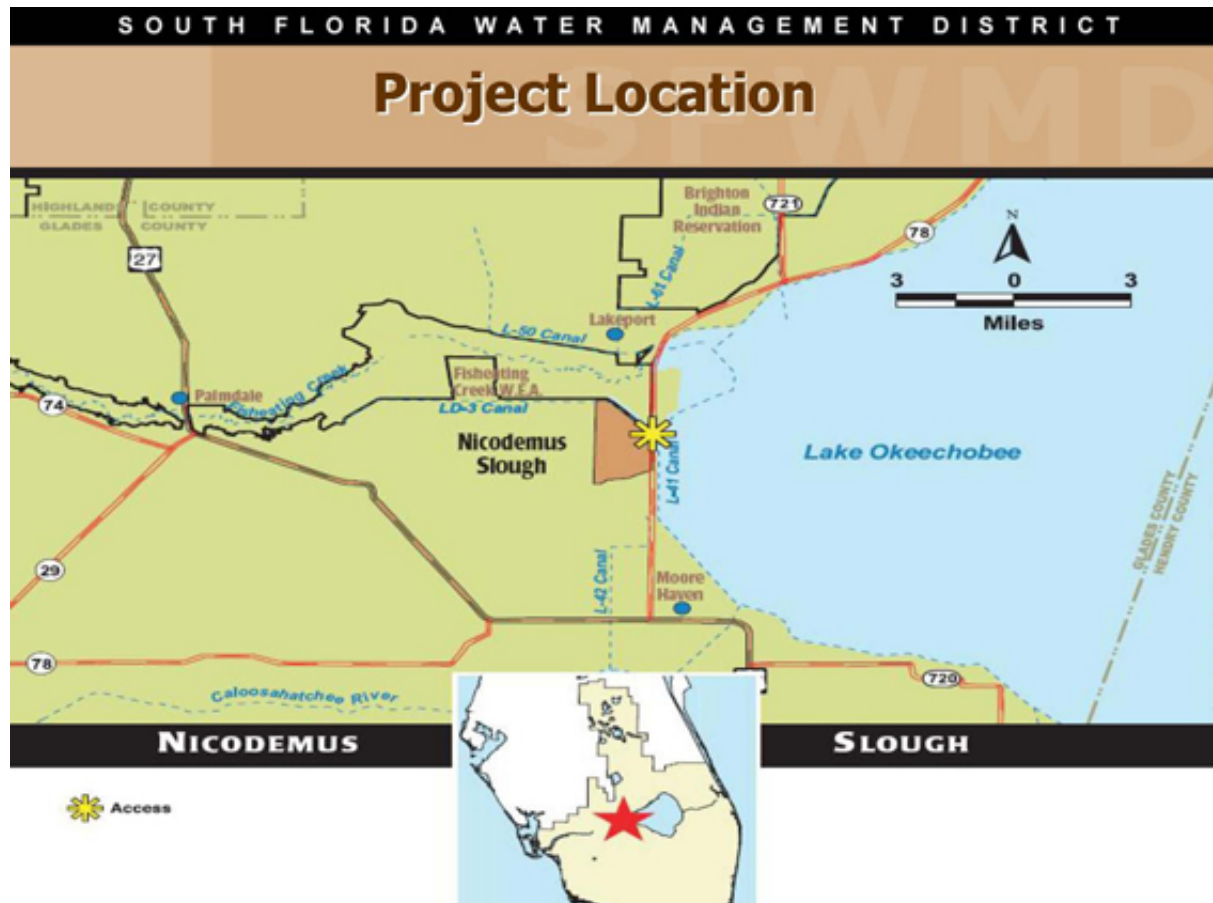 SOUTH FLORIDA WATER MANAGEMENT DISTRICT
SFWMD
Project Location
HIGHLANDS COUNTY
GLADES COUNTY
27
Brighton
Indian
Reservation
721
78
N
3 0 3
Miles
L-61 Canal
Lakeport
L-50 Canal
Fisheating
Creek W.E.A.
Palmdale
Fisheating Creek
74
LD-3 Canal
Nicodemus
Slough
L-41 Canal
Lake Okeechobee
GLADES COUNTY
HENDRY COUNTY
29
L-42 Canal
Moore
Haven
78
720
Caloosahatchee River
NICODEMUS SLOUGH
Access